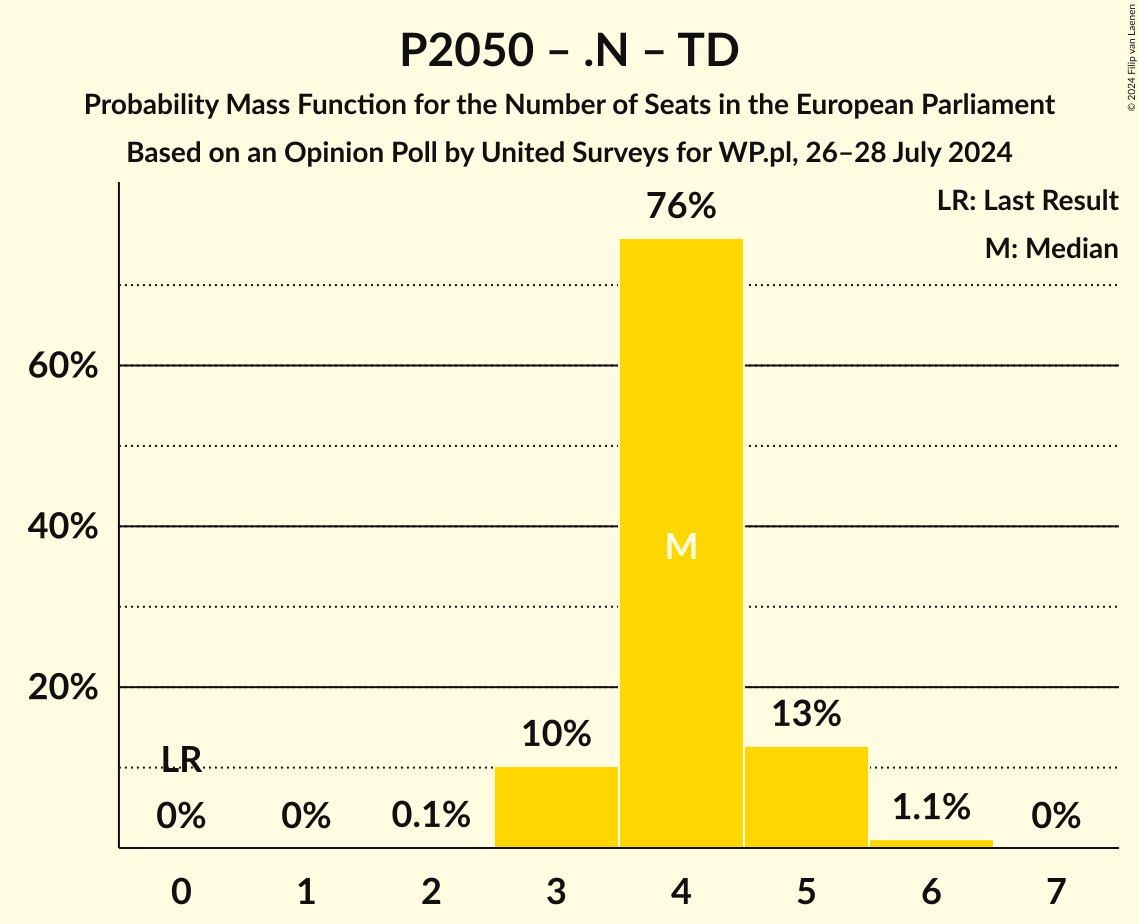 P2050 – .N – TD
Probability Mass Function for the Number of Seats in the European Parliament
Based on an Opinion Poll by United Surveys for WP.pl, 26–28 July 2024
© 2024 Filip van Laenen
LR: Last Result
M: Median
76%
60%
40%
M
20%
13%
10%
LR
0%
0%
0.1%
1.1%
0%
0
1
2
3
4
5
6
7